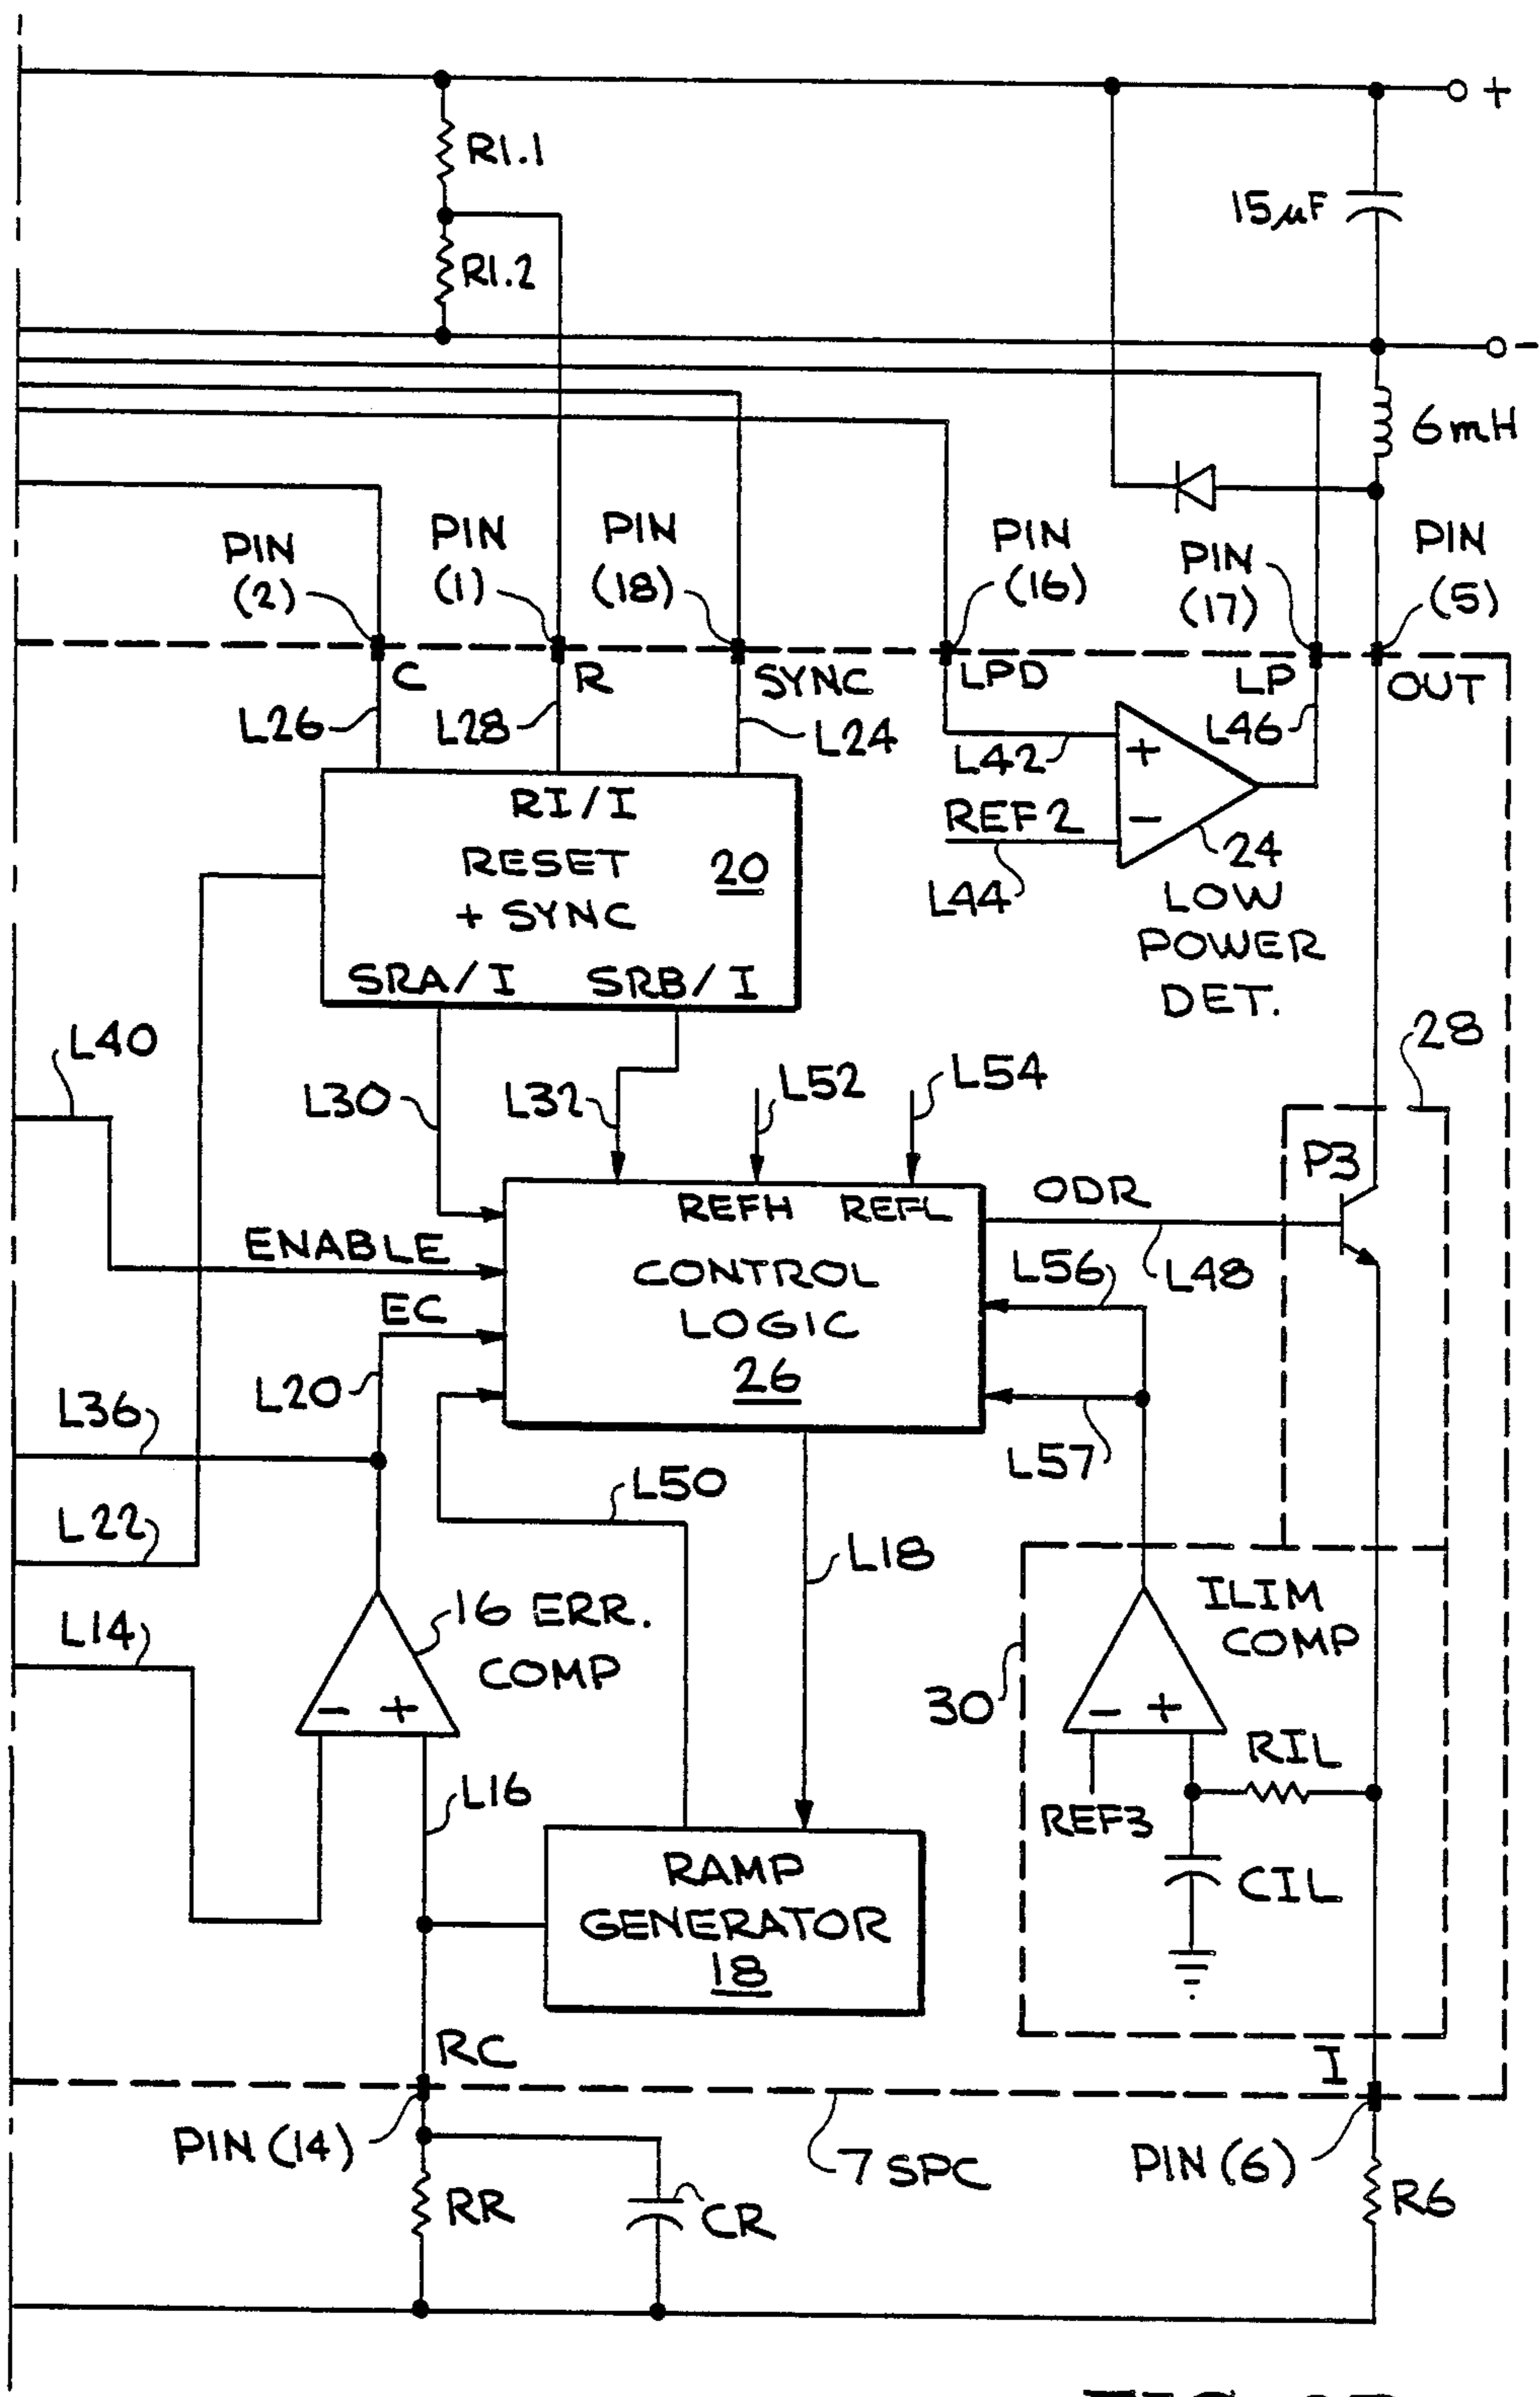 +
R1.1
15µF
R1.2
-
6mH
PIN
(2)
PIN
(1)
PIN
(18)
PIN
(16)
PIN
(17)
PIN
(5)
C
R
SYNC
LPD
LP
OUT
L26
L28
L24
L42
L46
+
-
REF2
L44
24
LOW
POWER
DET.
RI/I
RESET
+ SYNC
20
SRA/I
SRB/I
L40
L30
L32
L52
L54
28
P3
REFH
REFL
ODR
L48
ENABLE
CONTROL
LOGIC
26
L56
EC
L20
L57
L36
L50
L22
L18
L14
16 ERR.
COMP
- +
ILIM
COMP
30
- +
RIL
REF3
CIL
L16
RAMP
GENERATOR
18
RC
I
PIN (14)
7 SPC
PIN (6)
RR
CR
R6